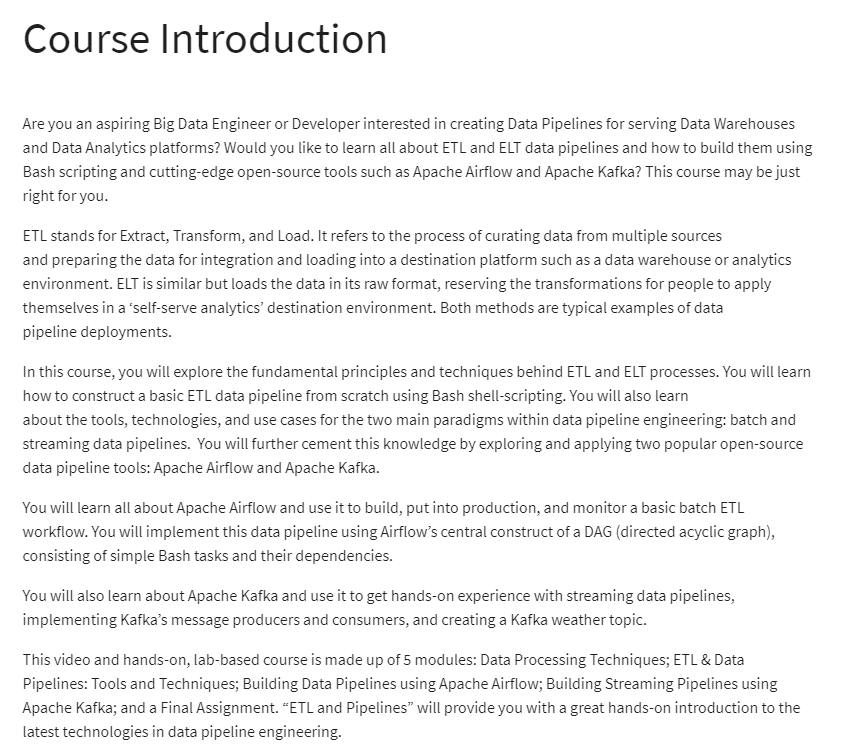 Course Introduction
Are you an aspiring Big Data Engineer or Developer interested in creating Data Pipelines for serving Data Warehouses
and Data Analytics platforms? Would you like to learn all about ETL and ELT data pipelines and how to build them using
Bash scripting and cutting-edge open-source tools such as Apache Airflow and Apache Kafka? This course may be just
right for you.
ETL stands for Extract, Transform, and Load. It refers to the process of curating data from multiple sources
and preparing the data for integration and loading into a destination platform such as a data warehouse or analytics
environment. ELT is similar but loads the data in its raw format, reserving the transformations for people to apply
themselves in a ‘self-serve analytics’ destination environment. Both methods are typical examples of data
pipeline deployments.
In this course, you will explore the fundamental principles and techniques behind ETL and ELT processes. You will learn
how to construct a basic ETL data pipeline from scratch using Bash shell-scripting. You will also learn
about the tools, technologies, and use cases for the two main paradigms within data pipeline engineering: batch and
streaming data pipelines.  You will further cement this knowledge by exploring and applying two popular open-source
data pipeline tools: Apache Airflow and Apache Kafka.
You will learn all about Apache Airflow and use it to build, put into production, and monitor a basic batch ETL
workflow. You will implement this data pipeline using Airflow’s central construct of a DAG (directed acyclic graph),
consisting of simple Bash tasks and their dependencies.
You will also learn about Apache Kafka and use it to get hands-on experience with streaming data pipelines,
implementing Kafka’s message producers and consumers, and creating a Kafka weather topic.
This video and hands-on, lab-based course is made up of 5 modules: Data Processing Techniques; ETL & Data
Pipelines: Tools and Techniques; Building Data Pipelines using Apache Airflow; Building Streaming Pipelines using
Apache Kafka; and a Final Assignment. “ETL and Pipelines” will provide you with a great hands-on introduction to the
latest technologies in data pipeline engineering.